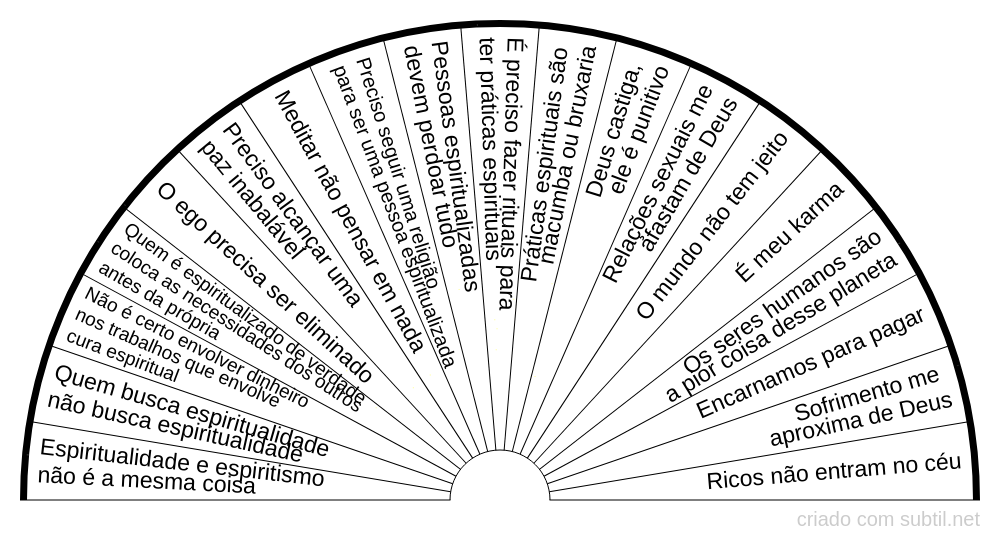 Espiritualidade e espiritismo
não é a mesma coisa
Quem busca espiritualidade
não busca espiritualidade
Não é certo envolver dinheiro
nos trabalhos que envolve
cura espiritual
Quem é espiritualizado de verdade
coloca as necessidades dos outros
antes da própria
O ego precisa ser eliminado
Preciso alcançar uma
paz inabalável
Meditar não pensar em nada
Preciso seguir uma religião,
para ser uma pessoa espiritualizada
Pessoas espiritualizadas
devem perdoar tudo
É preciso fazer rituais para
ter práticas espirituais
Práticas espirituais são
macumba ou bruxaria
Deus castiga,
ele é punitivo
Relações sexuais me
afastam de Deus
O mundo não tem jeito
É meu karma
Os seres humanos são
a pior coisa desse planeta
Encarnamos para pagar
Sofrimento me
aproxima de Deus
Ricos não entram no céu
criado com subtil.net